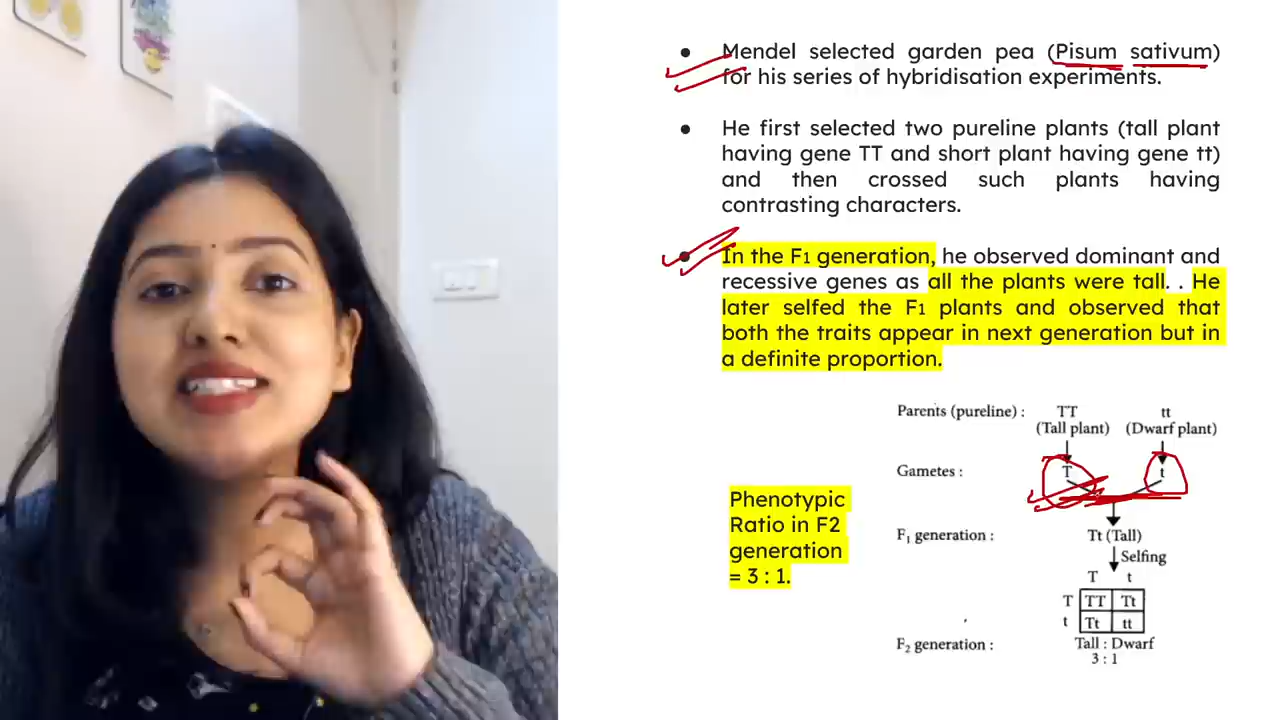 ● Mendel selected garden pea (Pisum sativum)
for his series of hybridisation experiments.
● He first selected two pureline plants (tall plant
having gene TT and short plant having gene tt)
and then crossed such plants having
contrasting characters.
● In the F1 generation, he observed dominant and
recessive genes as all the plants were tall. . He
later selfed the F1 plants and observed that
both the traits appear in next generation but in
a definite proportion.
Phenotypic
Ratio in F2
generation
= 3 : 1.
Parents (pureline) : TT tt
(Tall plant) (Dwarf plant)
Gametes : T t
F1 generation : Tt (Tall)
Selfing
T t
T TT Tt
t Tt tt
F2 generation : Tall : Dwarf
3 : 1